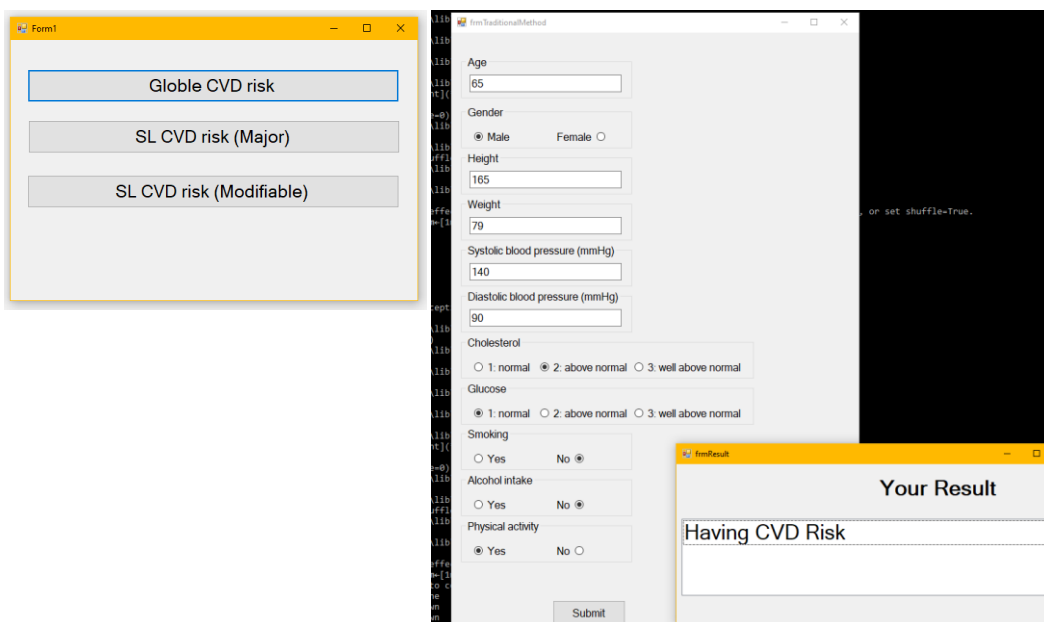 Form1
Globle CVD risk
SL CVD risk (Major)
SL CVD risk (Modifiable)
frmTraditionalMethod
Age
65
Gender
Male Female
Height
165
Weight
79
Systolic blood pressure (mmHg)
140
Diastolic blood pressure (mmHg)
90
Cholesterol
1: normal 2: above normal 3: well above normal
Glucose
1: normal 2: above normal 3: well above normal
Smoking
Yes No
Alcohol intake
Yes No
Physical activity
Yes No
Submit
, or set shuffle=True.
frmResult
Your Result
Having CVD Risk